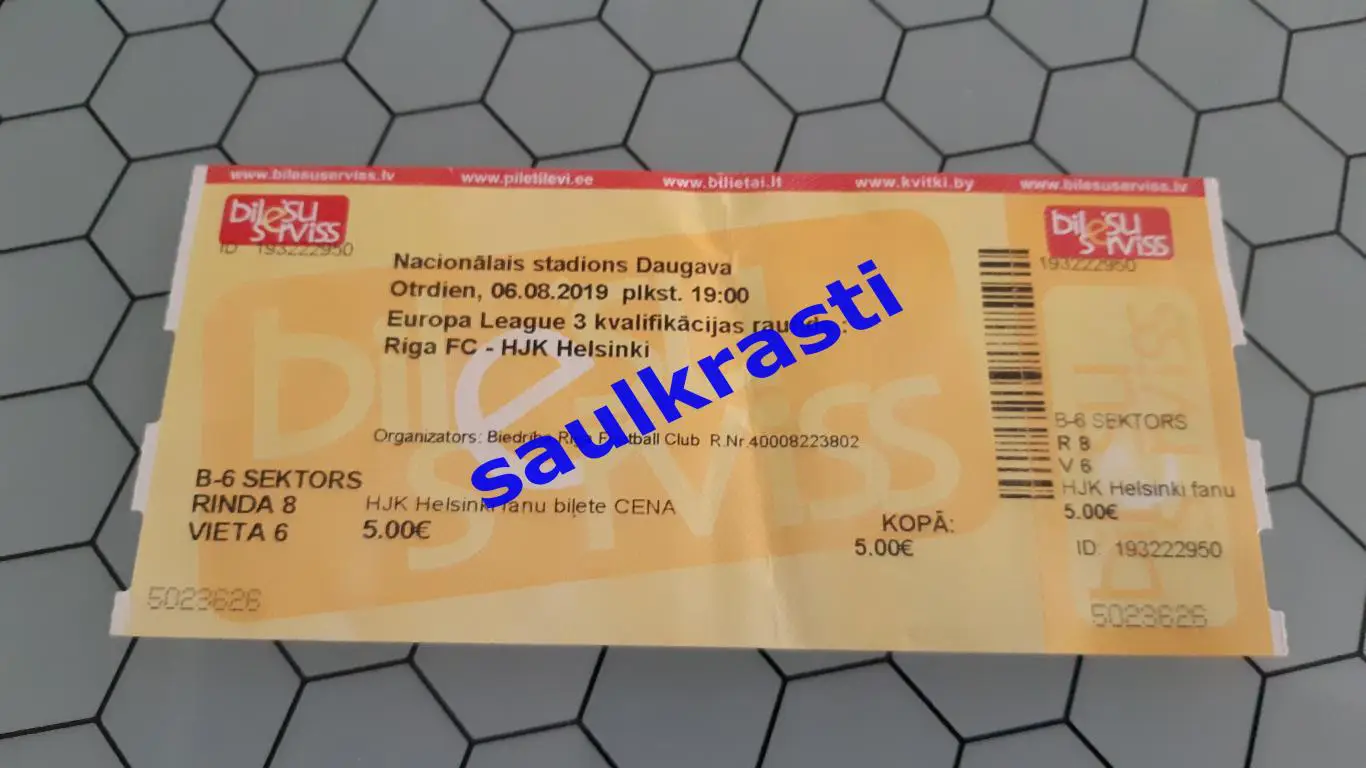 www.bilesuserviss.lv www.piletilevi.ee www.bilietai.lt www.kvitki.by www.bilesuserviss.lv
biļešu serviss
ID 193222950
Nacionālais stadions Daugava
Otrdien, 06.08.2019 plkst. 19:00
Europa League 3 kvalifikācijas
Riga FC - HJK Helsinki
Organizators: Biedrība Riga Football Club R.Nr.40008223802
B-6 SEKTORS
RINDA 8 HJK Helsinki fanu biļete CENA
VIETA 6 5.00€
KOPĀ:
5.00€
5023626
saulkrasti
biļešu serviss
193222950
B-6 SEKTORS
R 8
V 6
HJK Helsinki fanu
5.00€
ID: 193222950
5023626